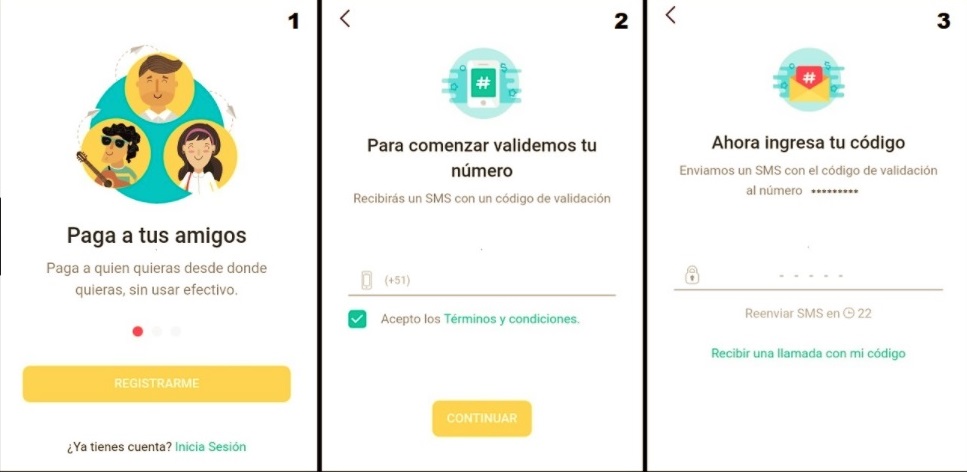 1
Paga a tus amigos
Paga a quien quieras desde donde
quieras, sin usar efectivo.
REGISTRARME
¿Ya tienes cuenta? Inicia Sesión
2
#
Para comenzar validemos tu
número
Recibirás un SMS con un código de validación
(+51)
Acepto los Términos y condiciones.
CONTINUAR
3
#
Ahora ingresa tu código
Enviamos un SMS con el código de validación
al número *********
- - - - -
Reenviar SMS en 22
Recibir una llamada con mi código